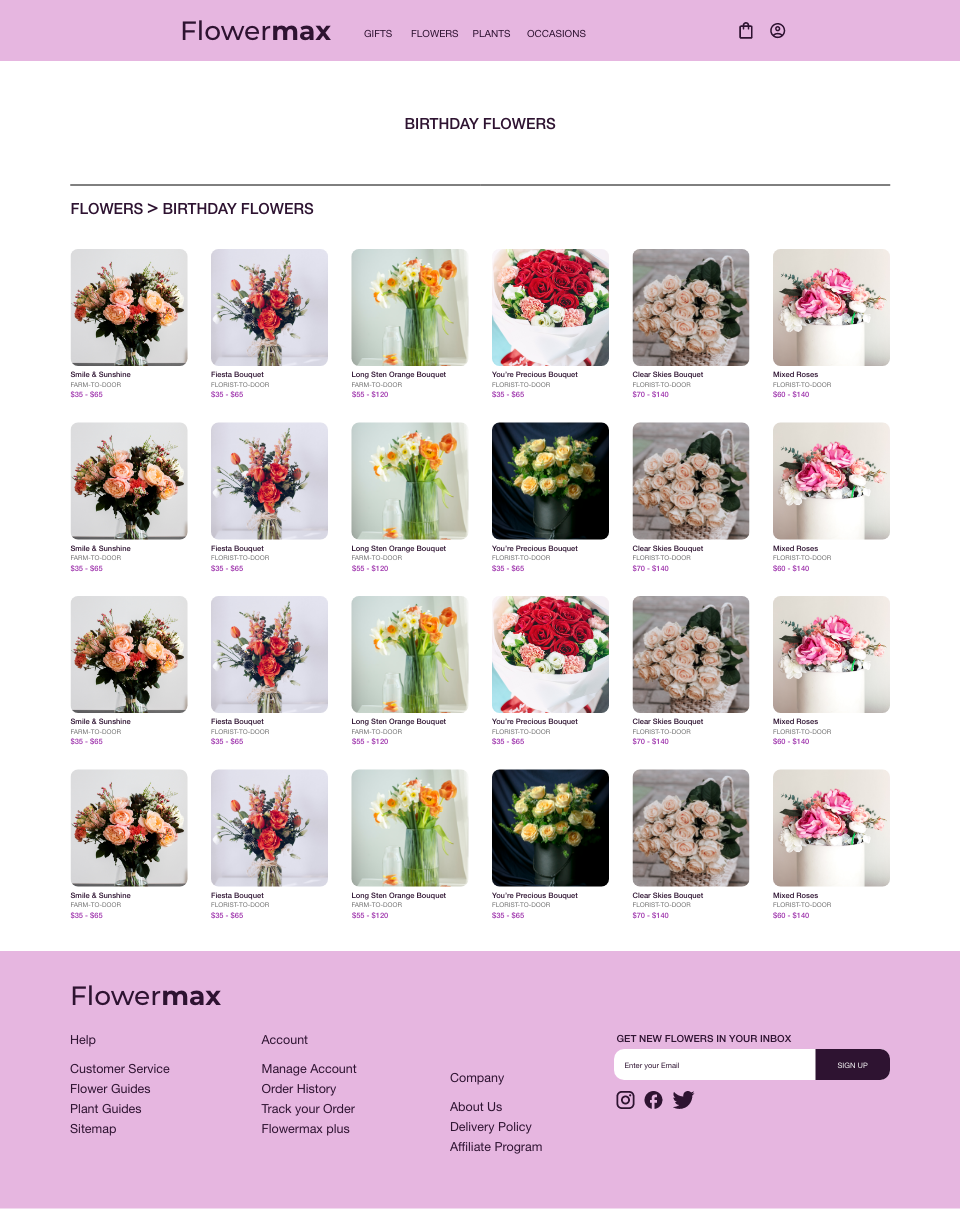 Flowermax
GIFTS FLOWERS PLANTS OCCASIONS
BIRTHDAY FLOWERS
FLOWERS > BIRTHDAY FLOWERS
Smile & Sunshine
FARM-TO-DOOR
$35 - $65
Fiesta Bouquet
FLORIST-TO-DOOR
$35 - $65
Long Sten Orange Bouquet
FARM-TO-DOOR
$55 - $120
You're Precious Bouquet
FLORIST-TO-DOOR
$35 - $65
Clear Skies Bouquet
FLORIST-TO-DOOR
$70 - $140
Mixed Roses
FLORIST-TO-DOOR
$60 - $140
Smile & Sunshine
FARM-TO-DOOR
$35 - $65
Fiesta Bouquet
FLORIST-TO-DOOR
$35 - $65
Long Sten Orange Bouquet
FARM-TO-DOOR
$55 - $120
You're Precious Bouquet
FLORIST-TO-DOOR
$35 - $65
Clear Skies Bouquet
FLORIST-TO-DOOR
$70 - $140
Mixed Roses
FLORIST-TO-DOOR
$60 - $140
Smile & Sunshine
FARM-TO-DOOR
$35 - $65
Fiesta Bouquet
FLORIST-TO-DOOR
$35 - $65
Long Sten Orange Bouquet
FARM-TO-DOOR
$55 - $120
You're Precious Bouquet
FLORIST-TO-DOOR
$35 - $65
Clear Skies Bouquet
FLORIST-TO-DOOR
$70 - $140
Mixed Roses
FLORIST-TO-DOOR
$60 - $140
Smile & Sunshine
FARM-TO-DOOR
$35 - $65
Fiesta Bouquet
FLORIST-TO-DOOR
$35 - $65
Long Sten Orange Bouquet
FARM-TO-DOOR
$55 - $120
You're Precious Bouquet
FLORIST-TO-DOOR
$35 - $65
Clear Skies Bouquet
FLORIST-TO-DOOR
$70 - $140
Mixed Roses
FLORIST-TO-DOOR
$60 - $140
Flowermax
Help
Customer Service
Flower Guides
Plant Guides
Sitemap
Account
Manage Account
Order History
Track your Order
Flowermax plus
Company
About Us
Delivery Policy
Affiliate Program
GET NEW FLOWERS IN YOUR INBOX
Enter your Email
SIGN UP